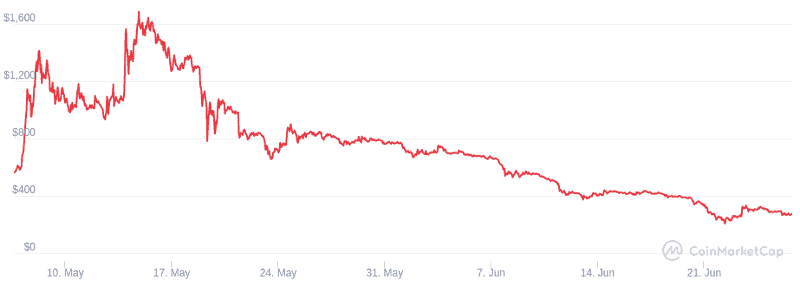 $1,600
$1,200
$800
$400
$0
CoinMarketCap
10. May
17. May
24. May
31. May
7. Jun
14. Jun
21. Jun